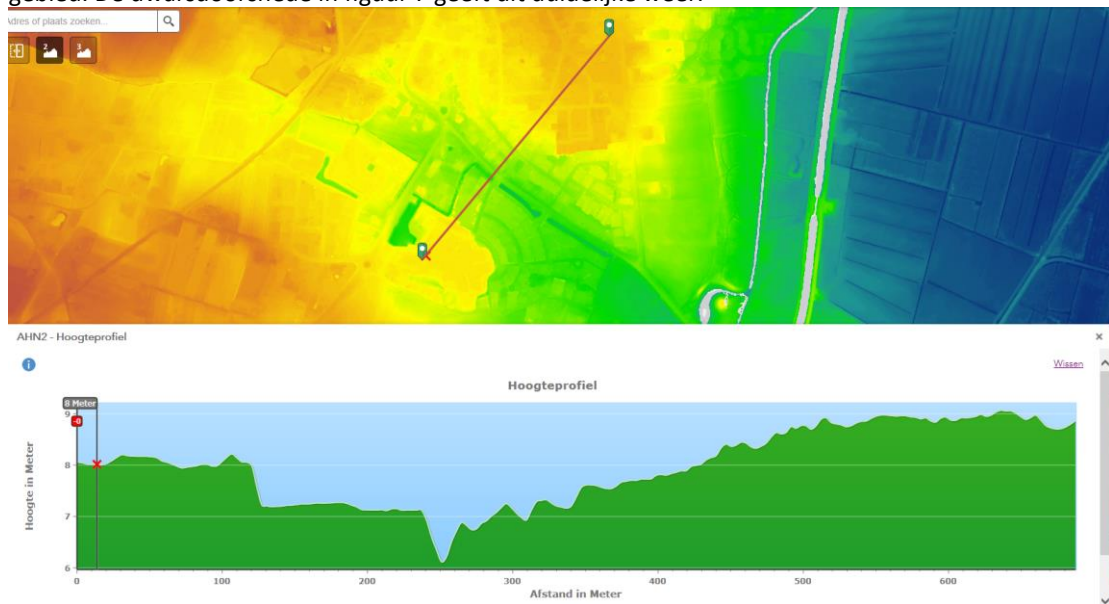 Adres of plaats zoeken...
2
3
AHN2 - Hoogteprofiel
×
i
Wissen
Hoogteprofiel
8 Meter
-0
9
8
7
6
Hoogte in Meter
0 100 200 300 400 500 600
Afstand in Meter